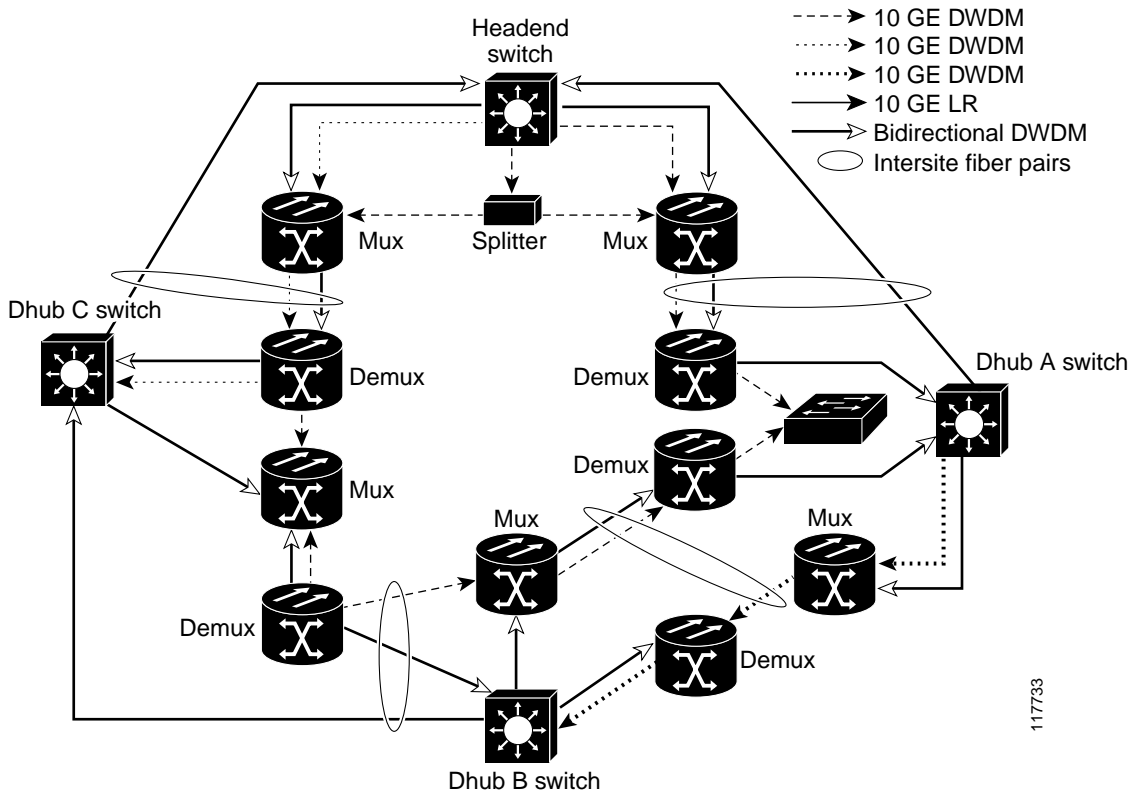 Headend
switch
10 GE DWDM
10 GE DWDM
10 GE DWDM
10 GE LR
Bidirectional DWDM
Intersite fiber pairs
Mux
Splitter
Mux
Dhub C switch
Demux
Demux
Dhub A switch
Demux
Mux
Mux
Mux
Demux
Demux
Dhub B switch
117733